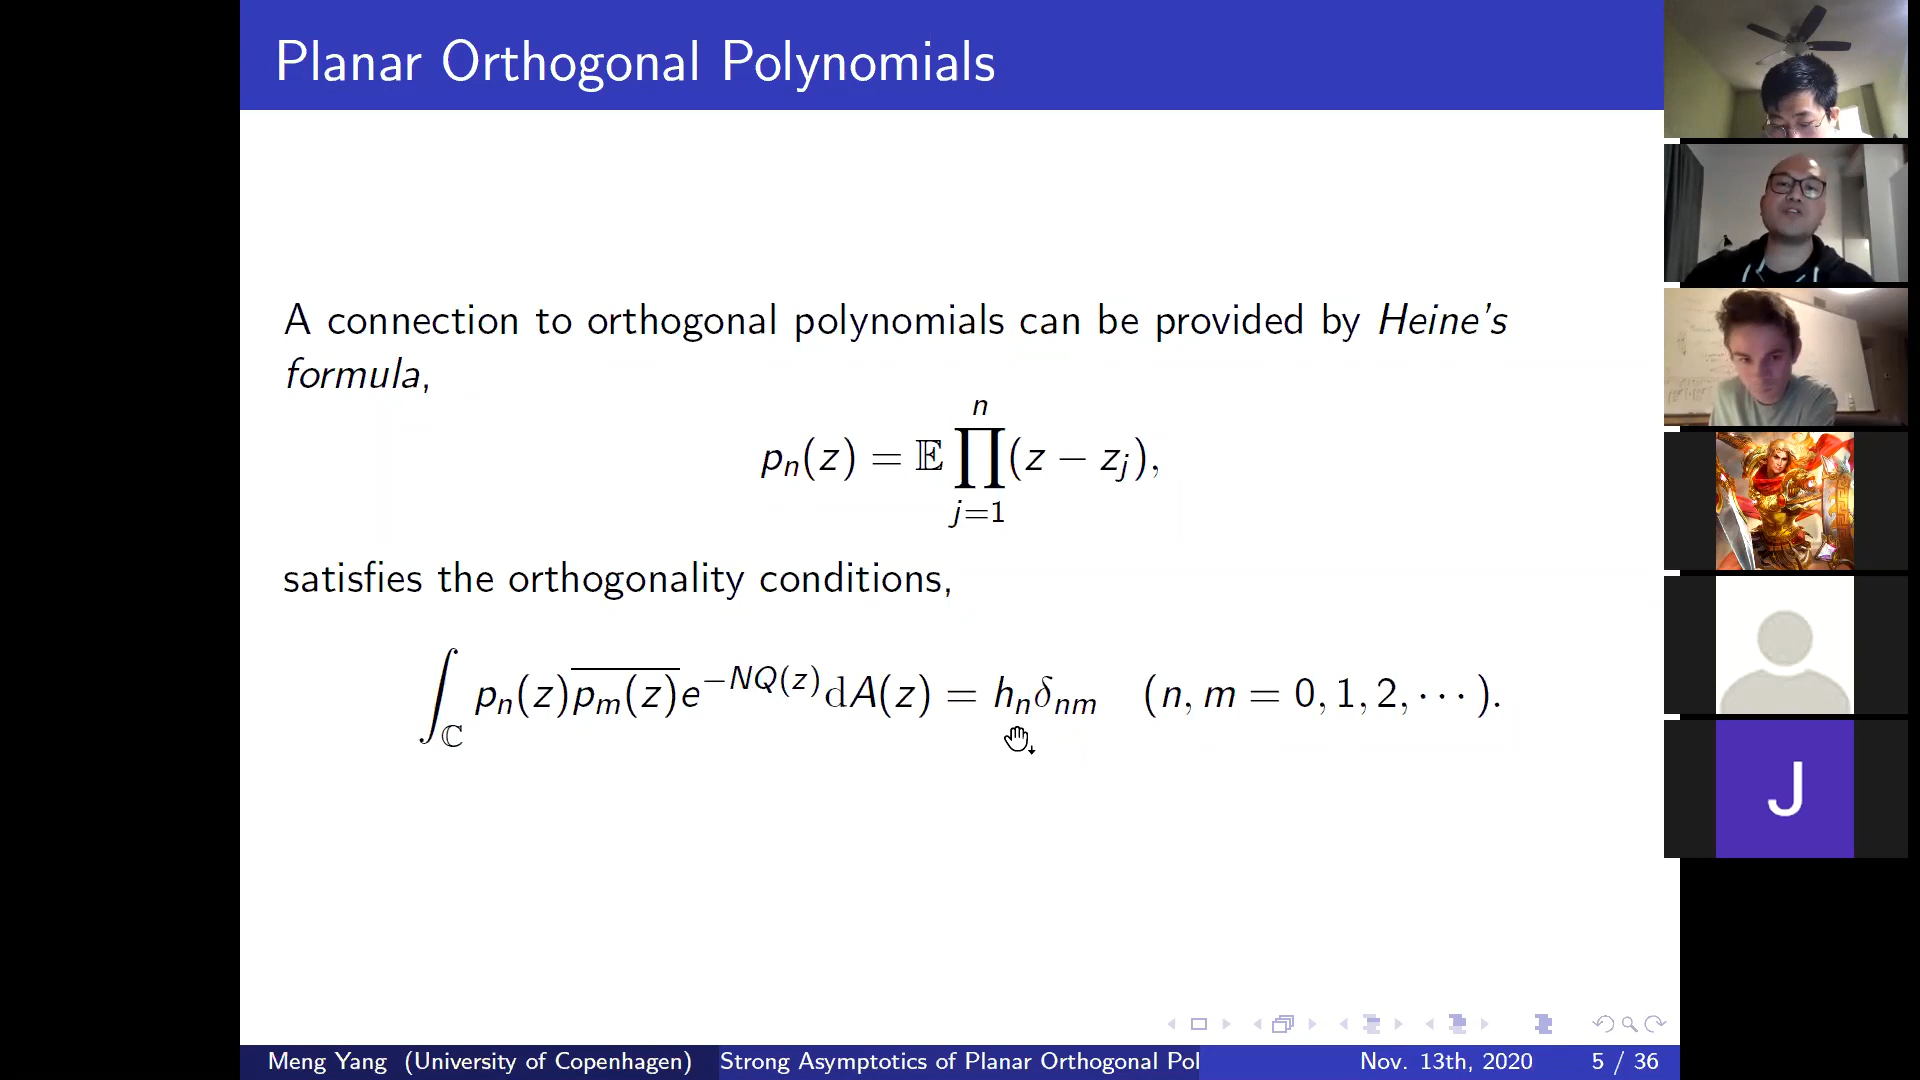 Planar Orthogonal Polynomials
A connection to orthogonal polynomials can be provided by Heine's
formula,
p_n(z) = 𝔼 ∏_{j=1}^{n} (z − z_j),
satisfies the orthogonality conditions,
∫_ℂ p_n(z) \overline{p_m(z)} e^{−NQ(z)} dA(z) = h_n δ_{nm} (n, m = 0, 1, 2, ⋯ ).
J
Meng Yang (University of Copenhagen) Strong Asymptotics of Planar Orthogonal Pol Nov. 13th, 2020 5 / 36